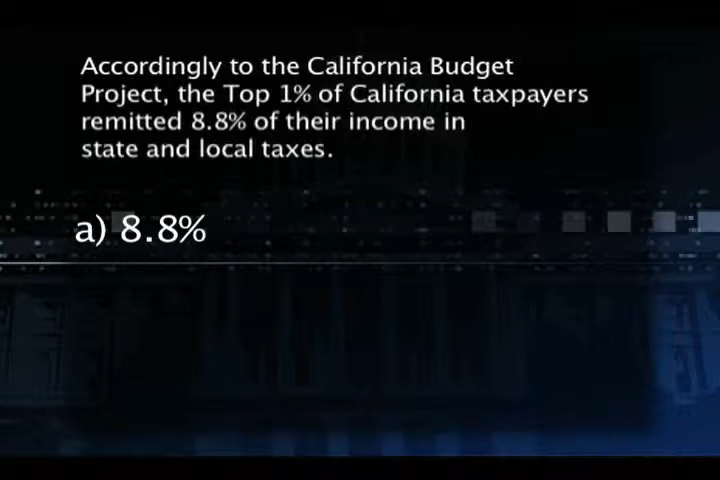 Accordingly to the California Budget
Project, the Top 1% of California taxpayers
remitted 8.8% of their income in
state and local taxes.
a) 8.8%